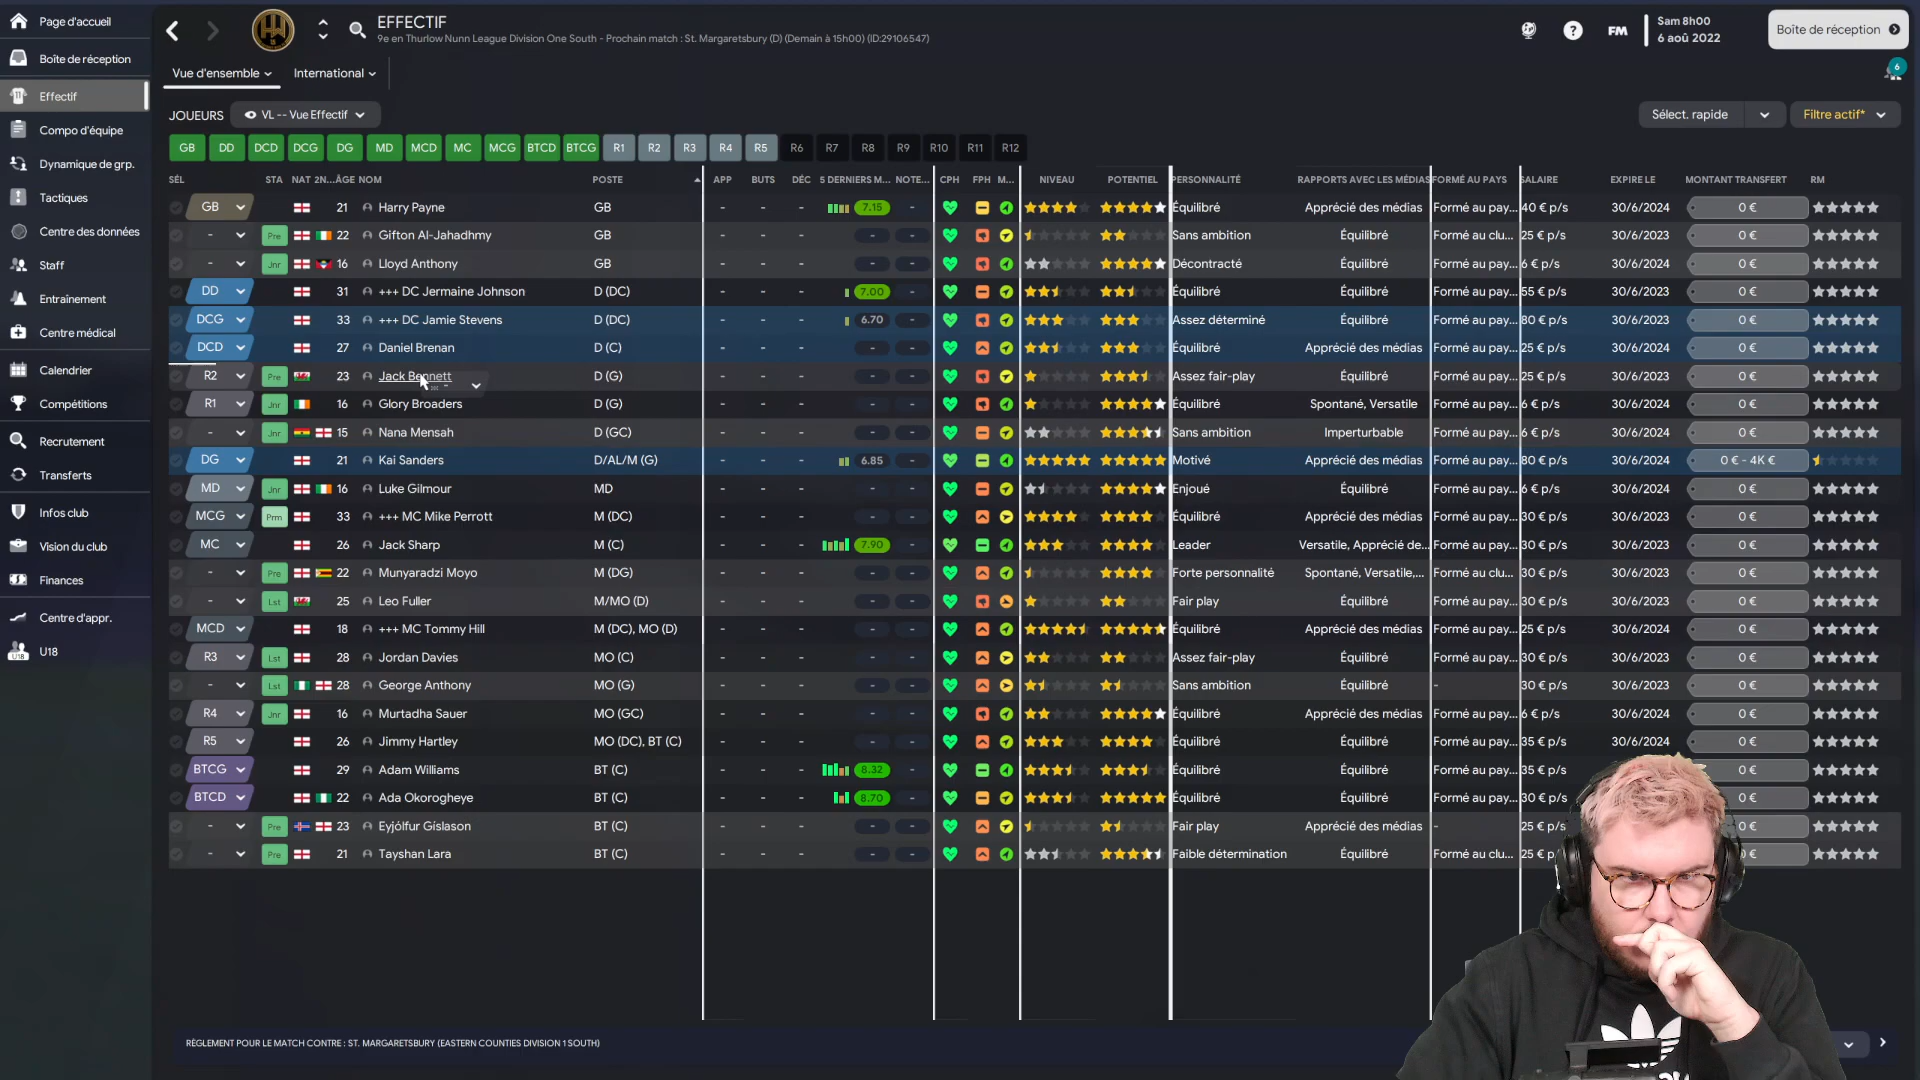 Page d'accueil
Boîte de réception
Effectif
Compo d'équipe
Dynamique de grp.
Tactiques
Centre des données
Staff
Entraînement
Centre médical
Calendrier
Compétitions
Recrutement
Transferts
Infos club
Vision du club
Finances
Centre d'appr.
U18 U18
EFFECTIF
9e en Thurlow Nunn League Division One South - Prochain match : St. Margaretsbury (D) (Demain à 15h00) (ID:29106547)
FM
Sam 8h00
6 aoû 2022
Boîte de réception
Vue d'ensemble International
6
JOUEURS VL -- Vue Effectif Sélect. rapide Filtre actif*
GB DD DCD DCG DG MD MCD MC MCG BTCD BTCG R1 R2 R3 R4 R5 R6 R7 R8 R9 R10 R11 R12
SÉL STA NAT 2N... ÂGE NOM POSTE APP BUTS DÉC 5 DERNIERS M... NOTE... CPH FPH M... NIVEAU POTENTIEL PERSONNALITÉ RAPPORTS AVEC LES MÉDIAS FORMÉ AU PAYS SALAIRE EXPIRE LE MONTANT TRANSFERT RM
GB 21 Harry Payne GB - - - 7.15 - Équilibré Apprécié des médias Formé au pay... 40 € p/s 30/6/2024 0 €
- Pre 22 Gifton Al-Jahadhmy GB - - - - - Sans ambition Équilibré Formé au clu... 25 € p/s 30/6/2023 0 €
- Jnr 16 Lloyd Anthony GB - - - - - Décontracté Équilibré Formé au pay... 6 € p/s 30/6/2024 0 €
DD 31 +++ DC Jermaine Johnson D (DC) - - - 7.00 - Équilibré Équilibré Formé au pay... 55 € p/s 30/6/2024 0 €
DCG 33 +++ DC Jamie Stevens D (DC) - - - 6.70 - Assez déterminé Équilibré Formé au pay... 80 € p/s 30/6/2023 0 €
DCD 27 Daniel Brenan D (C) - - - - - Équilibré Apprécié des médias Formé au pay... 25 € p/s 30/6/2024 0 €
R2 Pre 23 Jack Bennett D (G) - - - - - Assez fair-play Équilibré Formé au pay... 25 € p/s 30/6/2023 0 €
R1 Jnr 16 Glory Broaders D (G) - - - - - Équilibré Spontané, Versatile Formé au pay... 6 € p/s 30/6/2024 0 €
- Jnr 15 Nana Mensah D (GC) - - - - - Sans ambition Imperturbable Formé au pay... 6 € p/s 30/6/2024 0 €
DG 21 Kai Sanders D/AL/M (G) - - - 6.85 - Motivé Apprécié des médias Formé au pay... 80 € p/s 30/6/2024 0 € - 4K €
MD Jnr 16 Luke Gilmour MD - - - - - Enjoué Équilibré Formé au pay... 6 € p/s 30/6/2024 0 €
MCG Prm 33 +++ MC Mike Perrott M (DC) - - - - - Équilibré Apprécié des médias Formé au pay... 30 € p/s 30/6/2023 0 €
MC 26 Jack Sharp M (C) - - - 7.90 - Leader Versatile, Apprécié de... Formé au pay... 30 € p/s 30/6/2023 0 €
- Pre 22 Munyaradzi Moyo M (DG) - - - - - Forte personnalité Spontané, Versatile,... Formé au clu... 30 € p/s 30/6/2023 0 €
- Lst 25 Leo Fuller M/MO (D) - - - - - Fair play Équilibré Formé au pay... 30 € p/s 30/6/2023 0 €
MCD 18 +++ MC Tommy Hill M (DC), MO (D) - - - - - Équilibré Apprécié des médias Formé au pay... 25 € p/s 30/6/2024 0 €
R3 Lst 28 Jordan Davies MO (C) - - - - - Assez fair-play Équilibré Formé au pay... 30 € p/s 30/6/2023 0 €
- Lst 28 George Anthony MO (G) - - - - - Sans ambition Équilibré - 30 € p/s 30/6/2023 0 €
R4 Jnr 16 Murtadha Sauer MO (GC) - - - - - Équilibré Apprécié des médias Formé au pay... 6 € p/s 30/6/2024 0 €
R5 26 Jimmy Hartley MO (DC), BT (C) - - - - - Équilibré Équilibré Formé au pay... 35 € p/s 30/6/2024 0 €
BTCG 29 Adam Williams BT (C) - - - 8.32 - Équilibré Équilibré Formé au pay... 35 € p/s 0 €
BTCD 22 Ada Okorogheye BT (C) - - - 8.70 - Équilibré Équilibré Formé au pay... 30 € p/s 0 €
- Pre 23 Eyjólfur Gíslason BT (C) - - - - - Fair play Apprécié des médias - 25 € p/s 0 €
- Pre 21 Tayshan Lara BT (C) - - - - - Faible détermination Équilibré Formé au clu... 25 € p/
RÈGLEMENT POUR LE MATCH CONTRE : ST. MARGARETSBURY (EASTERN COUNTIES DIVISION 1 SOUTH)
adidas